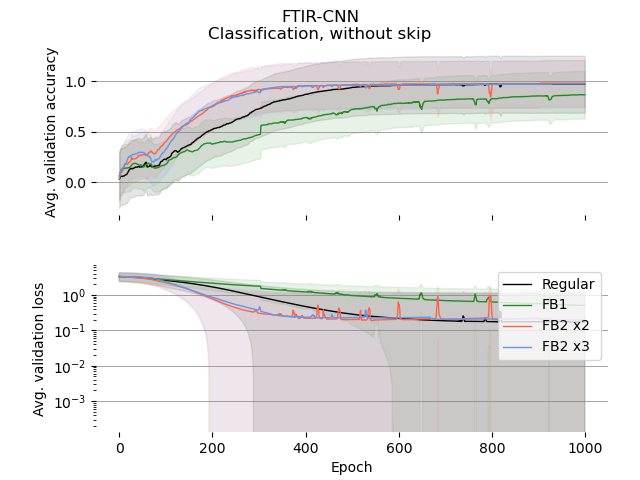 FTIR-CNN
Classification, without skip
Avg. validation accuracy
1.0
0.5
0.0
Avg. validation loss
10⁰
10⁻¹
10⁻²
10⁻³
Regular
FB1
FB2 x2
FB2 x3
0 200 400 600 800 1000
Epoch